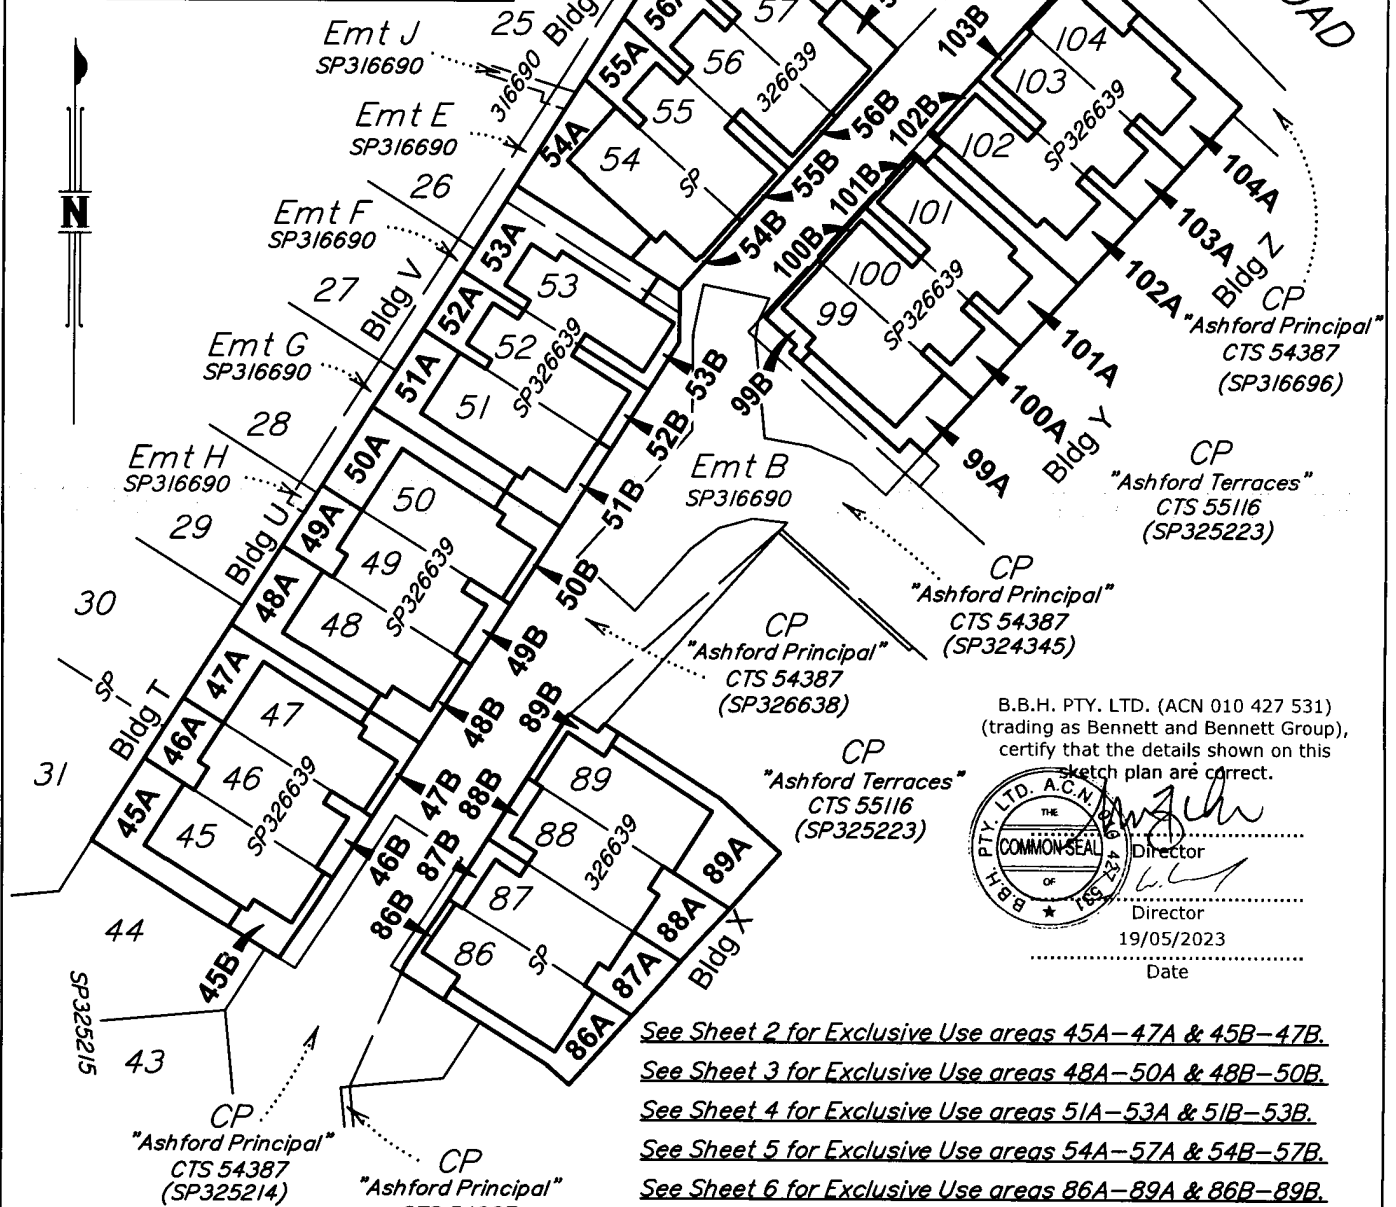 25
Bldg
56A
57
103B
104
OAD
Emt J
SP316690
316690
55A
56
326639
103
Emt E
SP316690
54A
55
54
SP
56B
102B
102
SP326639
104A
26
55B
101B
101
103A
Emt F
SP316690
53A
54B
100B
100
102A
Bldg Z
N
27
Bldg V
52A
53
99
SP326639
101A
CP
"Ashford Principal"
CTS 54387
(SP316696)
Emt G
SP316690
51A
52
SP326639
53B
99B
100A
Bldg Y
28
51
52B
99A
CP
"Ashford Terraces"
CTS 55116
(SP325223)
Emt H
SP316690
50A
50
51B
Emt B
SP316690
29
Bldg U
49A
49
SP326639
50B
CP
"Ashford Principal"
CTS 54387
(SP324345)
30
48A
48
49B
CP
"Ashford Principal"
CTS 54387
(SP326638)
SP
Bldg T
47A
47
48B
89B
B.B.H. PTY. LTD. (ACN 010 427 531)
(trading as Bennett and Bennett Group),
certify that the details shown on this
sketch plan are correct.
31
46A
46
SP326639
47B
88B
89
CP
"Ashford Terraces"
CTS 55116
(SP325223)
45A
45
46B
87B
88
326639
89A
B.B.H. PTY. LTD. A.C.N. 010 427 531
THE
COMMON SEAL
OF
Director
Director
19/05/2023
Date
44
45B
86B
87
86
SP
88A
87A
Bldg X
86A
SP325215
43
CP
"Ashford Principal"
CTS 54387
(SP325214)
CP
"Ashford Principal"
See Sheet 2 for Exclusive Use areas 45A–47A & 45B–47B.
See Sheet 3 for Exclusive Use areas 48A–50A & 48B–50B.
See Sheet 4 for Exclusive Use areas 51A–53A & 51B–53B.
See Sheet 5 for Exclusive Use areas 54A–57A & 54B–57B.
See Sheet 6 for Exclusive Use areas 86A–89A & 86B–89B.